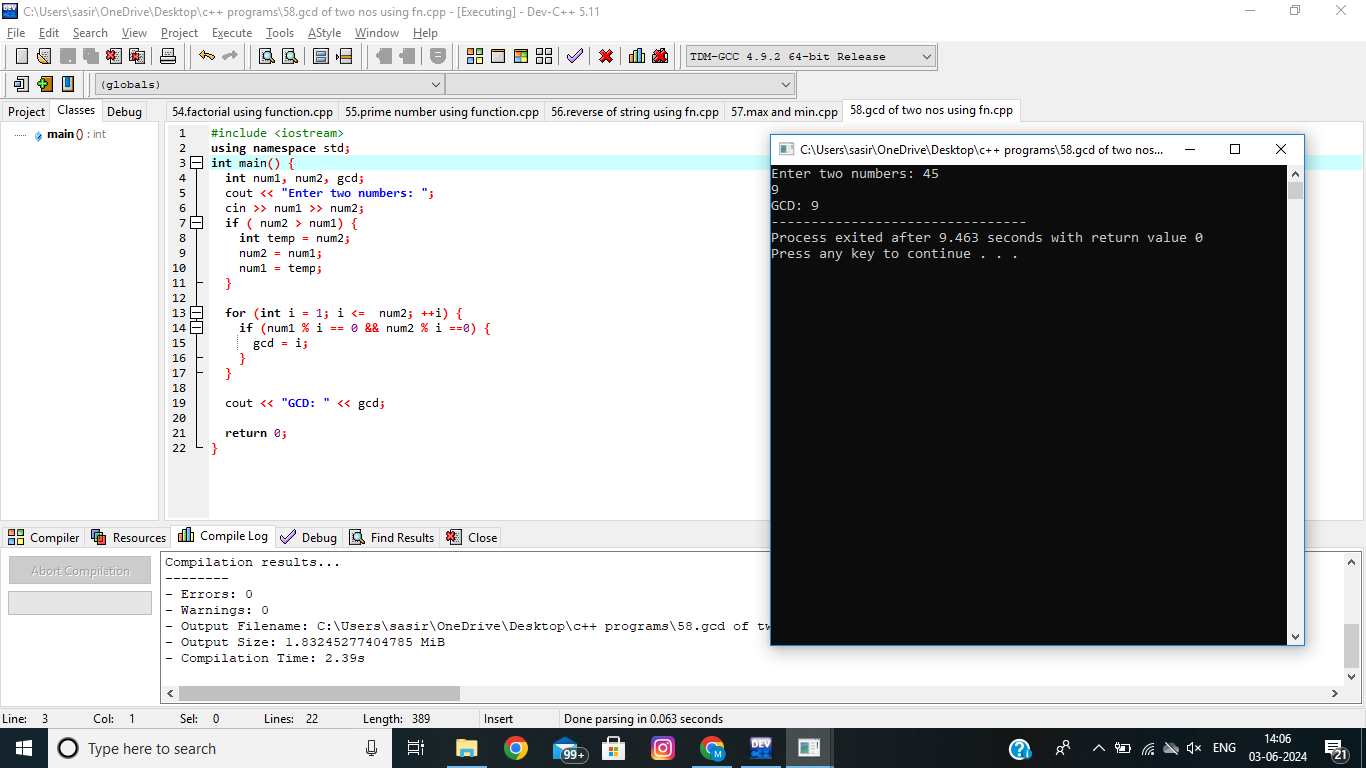 C:\Users\sasir\OneDrive\Desktop\c++ programs\58.gcd of two nos using fn.cpp - [Executing] - Dev-C++ 5.11
File Edit Search View Project Execute Tools AStyle Window Help
TDM-GCC 4.9.2 64-bit Release
(globals)
Project Classes Debug
54.factorial using function.cpp 55.prime number using function.cpp 56.reverse of string using fn.cpp 57.max and min.cpp 58.gcd of two nos using fn.cpp
main () : int
1 #include <iostream>
2 using namespace std;
3 int main() {
4 int num1, num2, gcd;
5 cout << "Enter two numbers: ";
6 cin >> num1 >> num2;
7 if ( num2 > num1) {
8 int temp = num2;
9 num2 = num1;
10 num1 = temp;
11 }
12
13 for (int i = 1; i <=  num2; ++i) {
14 if (num1 % i == 0 && num2 % i ==0) {
15 gcd = i;
16 }
17 }
18
19 cout << "GCD: " << gcd;
20
21 return 0;
22 }
C:\Users\sasir\OneDrive\Desktop\c++ programs\58.gcd of two nos...
Enter two numbers: 45
9
GCD: 9
--------------------------------
Process exited after 9.463 seconds with return value 0
Press any key to continue . . .
Compiler Resources Compile Log Debug Find Results Close
Abort Compilation
Compilation results...
--------
- Errors: 0
- Warnings: 0
- Output Filename: C:\Users\sasir\OneDrive\Desktop\c++ programs\58.gcd of tw
- Output Size: 1.83245277404785 MiB
- Compilation Time: 2.39s
Line: 3 Col: 1 Sel: 0 Lines: 22 Length: 389 Insert Done parsing in 0.063 seconds
Type here to search
99+
DEV
ENG
14:06
03-06-2024
21